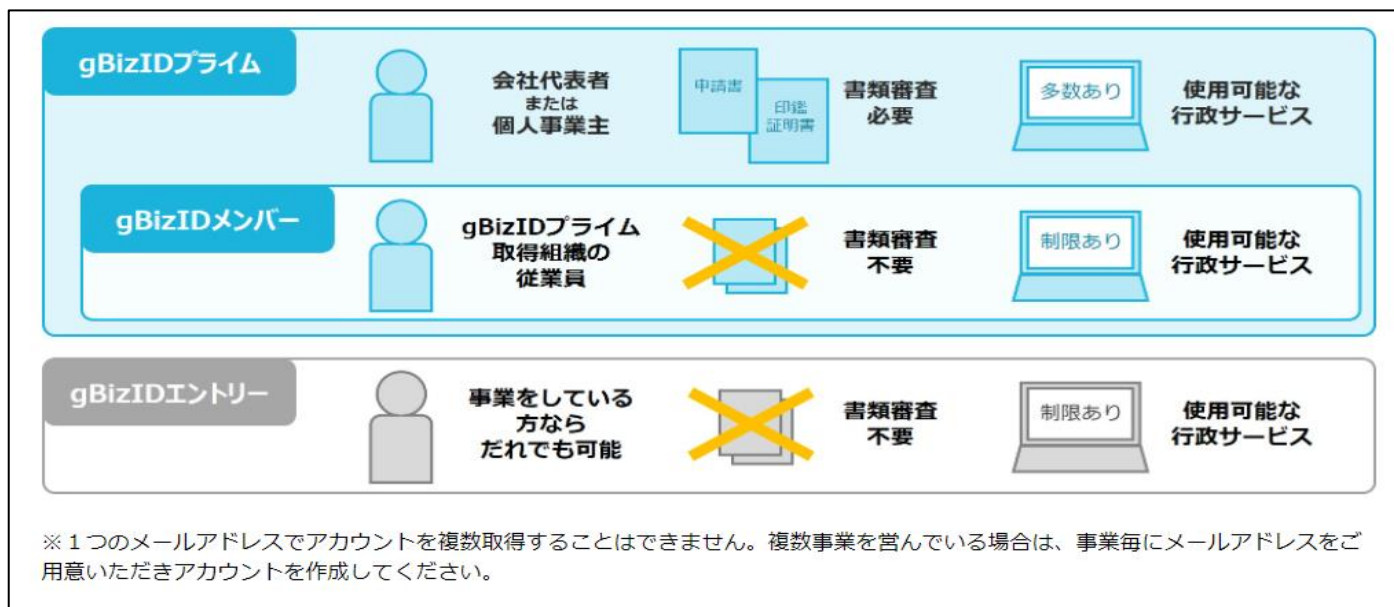 gBizIDプライム
会社代表者
または
個人事業主
申請書
印鑑
証明書
書類審査
必要
多数あり
使用可能な
行政サービス
gBizIDメンバー
gBizIDプライム
取得組織の
従業員
書類審査
不要
制限あり
使用可能な
行政サービス
gBizIDエントリー
事業をしている
方なら
だれでも可能
書類審査
不要
制限あり
使用可能な
行政サービス
※１つのメールアドレスでアカウントを複数取得することはできません。複数事業を営んでいる場合は、事業毎にメールアドレスをご
用意いただきアカウントを作成してください。